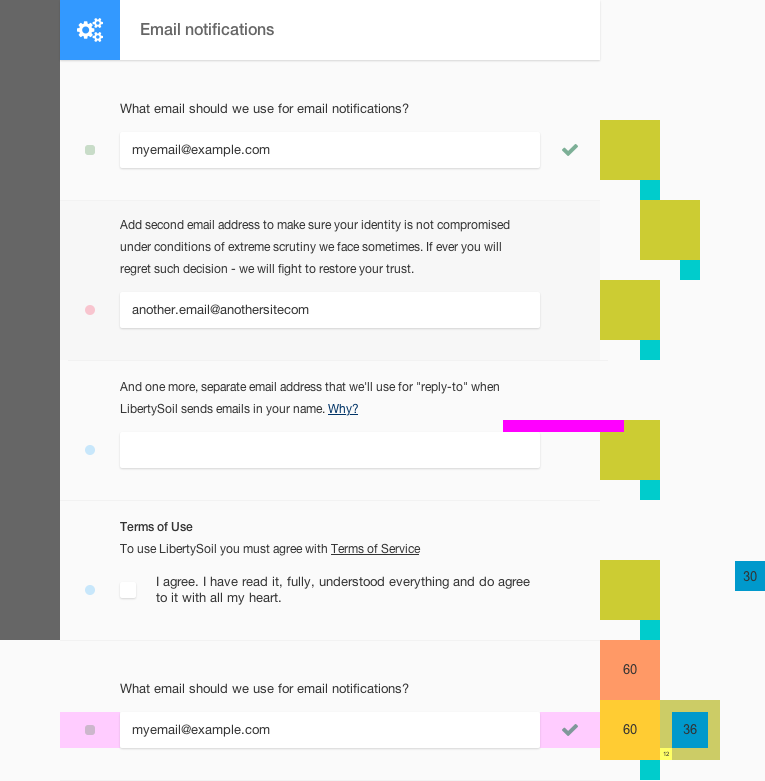 Email notifications
What email should we use for email notifications?
myemail@example.com
Add second email address to make sure your identity is not compromised
under conditions of extreme scrutiny we face sometimes. If ever you will
regret such decision - we will fight to restore your trust.
another.email@anothersitecom
And one more, separate email address that we'll use for "reply-to" when
LibertySoil sends emails in your name. Why?
Terms of Use
To use LibertySoil you must agree with Terms of Service
I agree. I have read it, fully, understood everything and do agree
to it with all my heart.
30
60
What email should we use for email notifications?
myemail@example.com
60
36
12